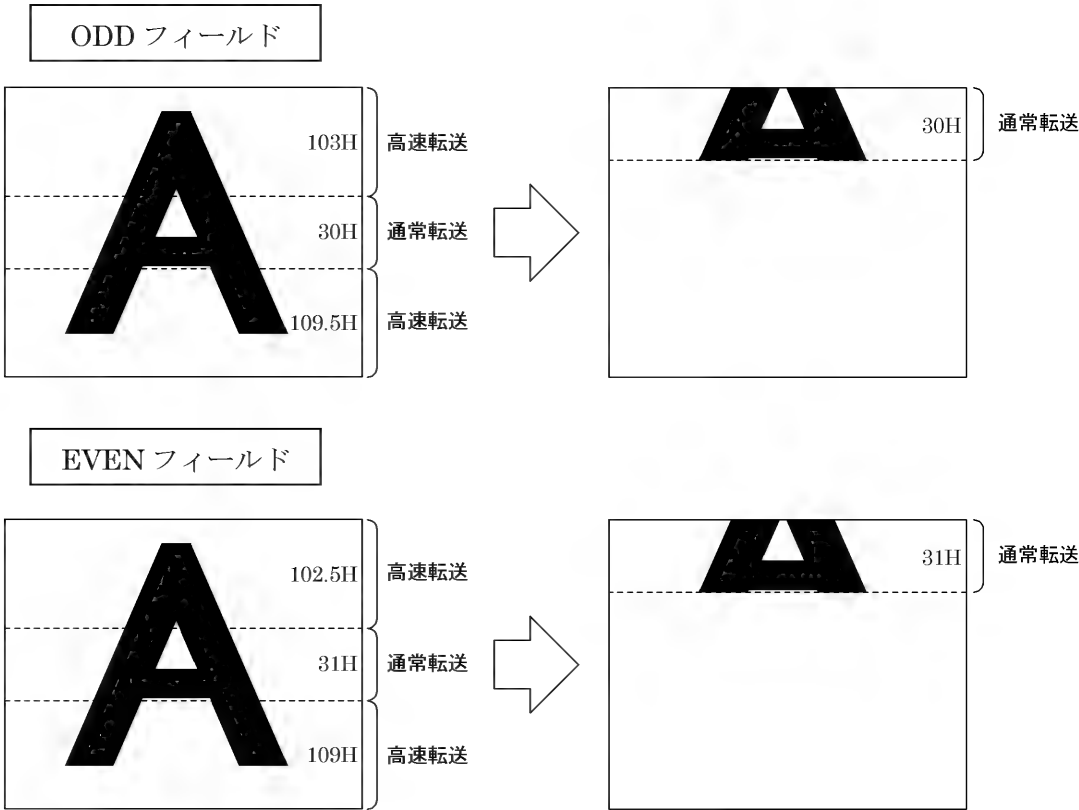 ODD フィールド
103H 高速転送
30H 通常転送
109.5H 高速転送
30H 通常転送
EVEN フィールド
102.5H 高速転送
31H 通常転送
109H 高速転送
31H 通常転送
A
A